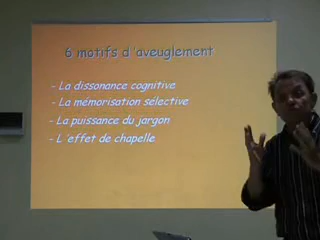 6 motifs d'aveuglement
- La dissonance cognitive
- La mémorisation sélective
- La puissance du jargon
- L'effet de chapelle